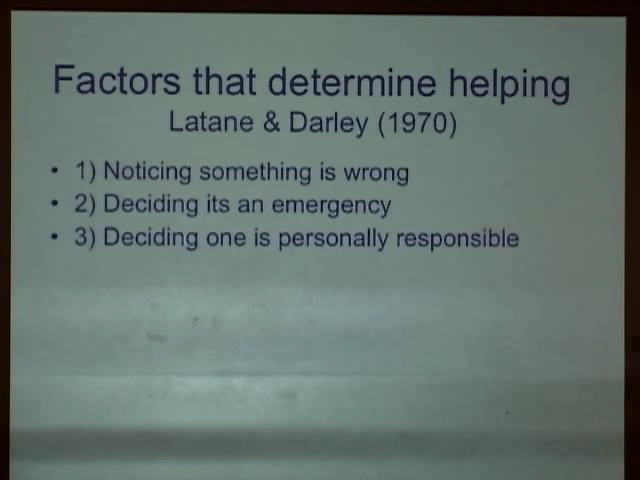 Factors that determine helping
Latane & Darley (1970)
• 1) Noticing something is wrong
• 2) Deciding its an emergency
• 3) Deciding one is personally responsible